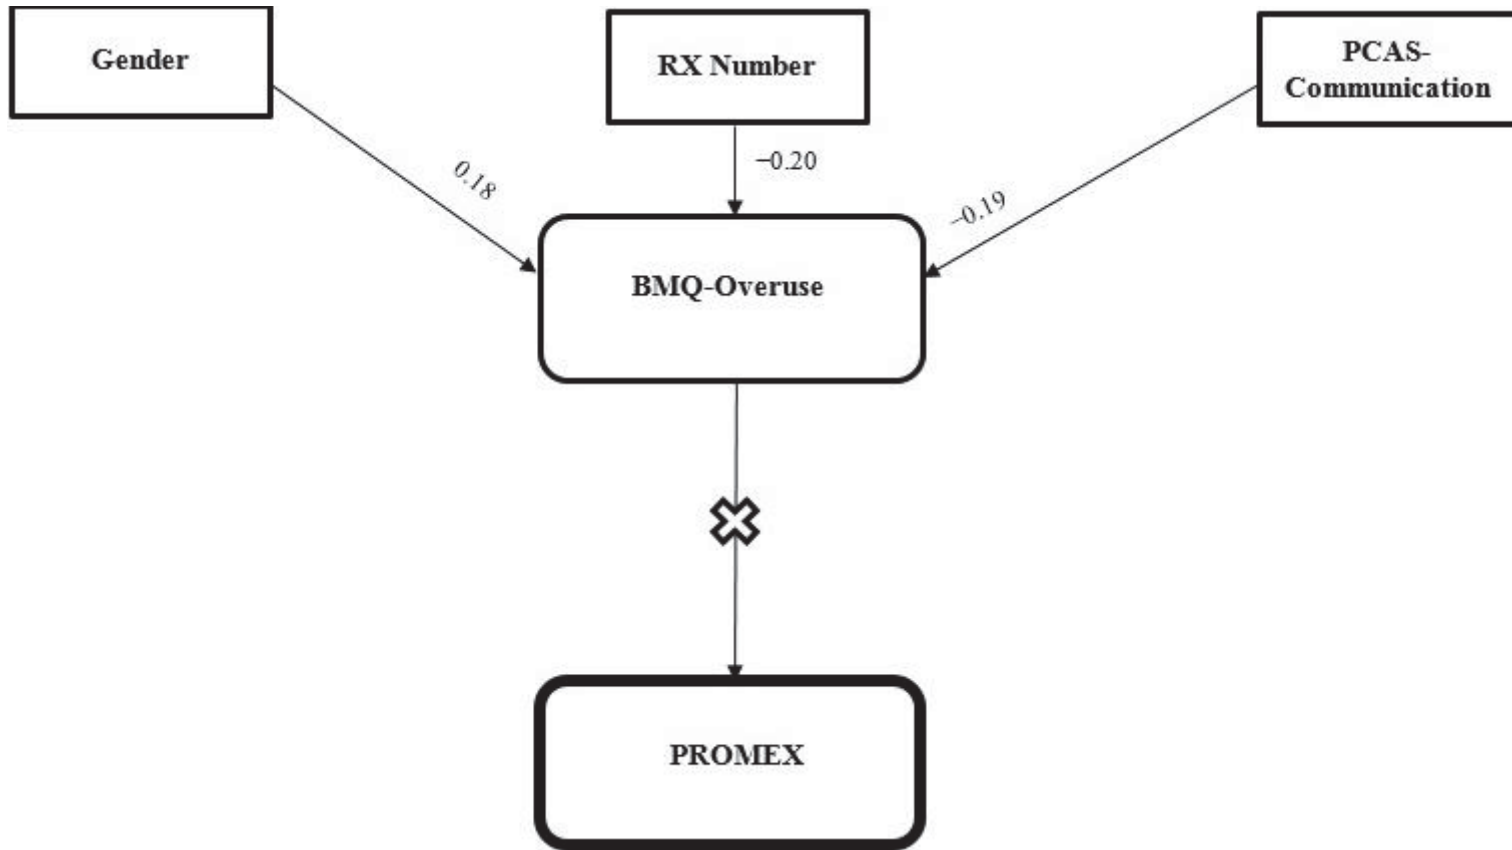 Gender
RX Number
PCAS-
Communication
0.18
−0.20
−0.19
BMQ-Overuse
PROMEX